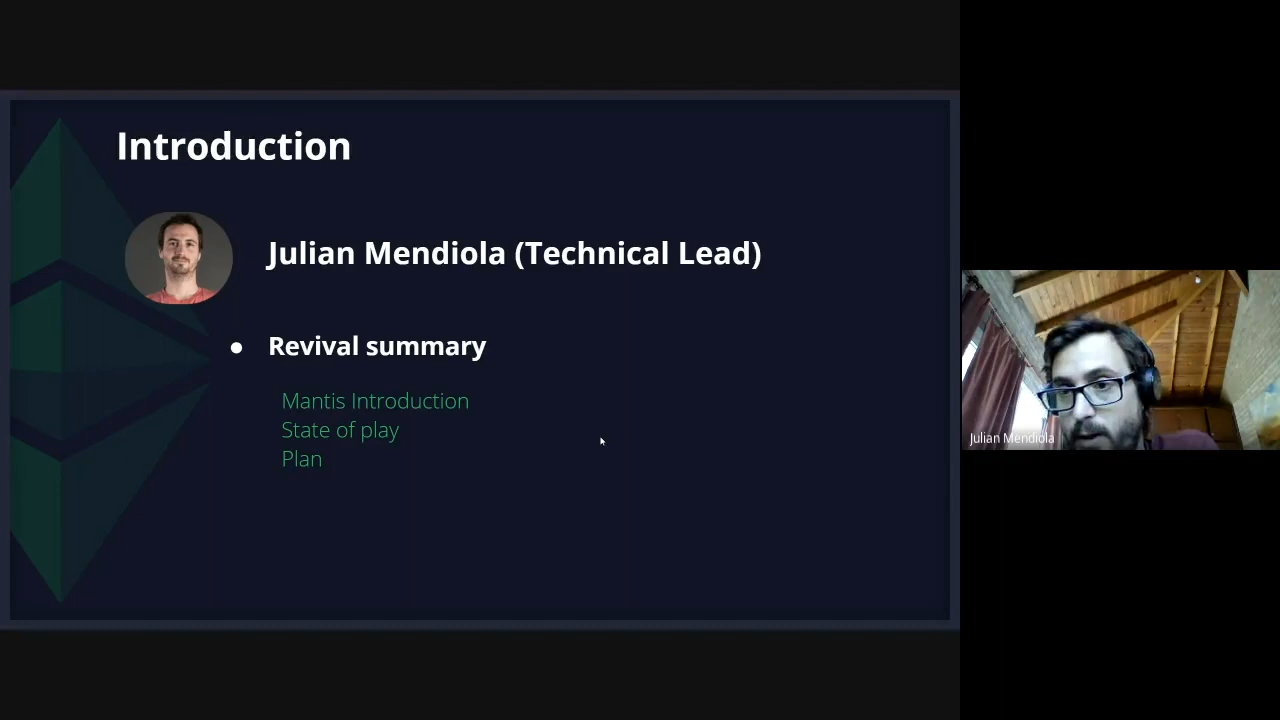 Introduction
Julian Mendiola (Technical Lead)
● Revival summary
Mantis Introduction
State of play
Plan
Julian Mendiola